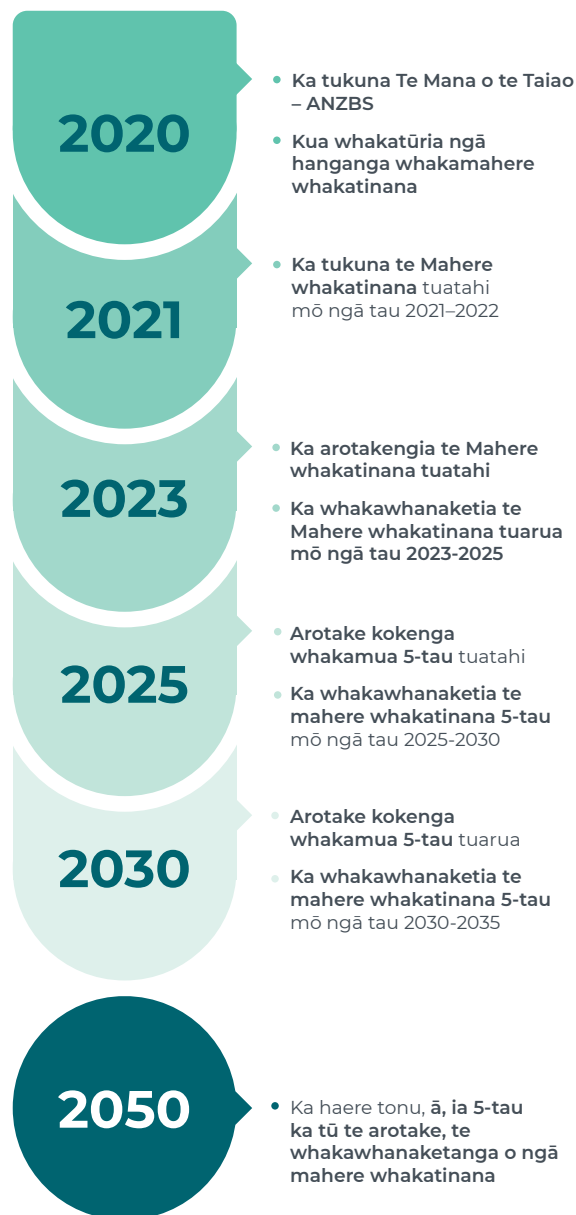 2020
• Ka tukuna Te Mana o te Taiao
– ANZBS
• Kua whakatūria ngā
hanganga whakamahere
whakatinana
2021
• Ka tukuna te Mahere
whakatinana tuatahi
mō ngā tau 2021–2022
2023
• Ka arotakengia te Mahere
whakatinana tuatahi
• Ka whakawhanaketia te
Mahere whakatinana tuarua
mō ngā tau 2023-2025
2025
• Arotake kokenga
whakamua 5-tau tuatahi
• Ka whakawhanaketia te
mahere whakatinana 5-tau
mō ngā tau 2025-2030
2030
• Arotake kokenga
whakamua 5-tau tuarua
• Ka whakawhanaketia te
mahere whakatinana 5-tau
mō ngā tau 2030-2035
2050
• Ka haere tonu, ā, ia 5-tau
ka tū te arotake, te
whakawhanaketanga o ngā
mahere whakatinana